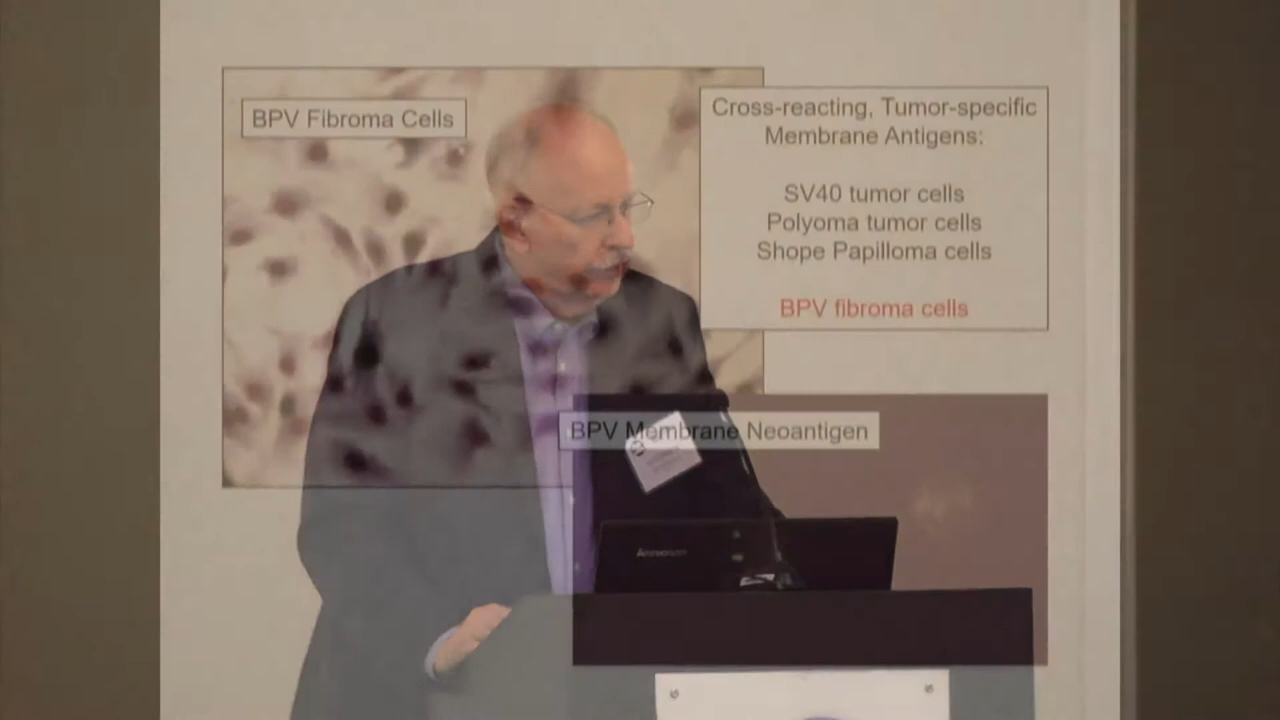 BPV Fibroma Cells
Cross-reacting, Tumor-specific
Membrane Antigens:
SV40 tumor cells
Polyoma tumor cells
Shope Papilloma cells
BPV fibroma cells
BPV Membrane Neoantigen